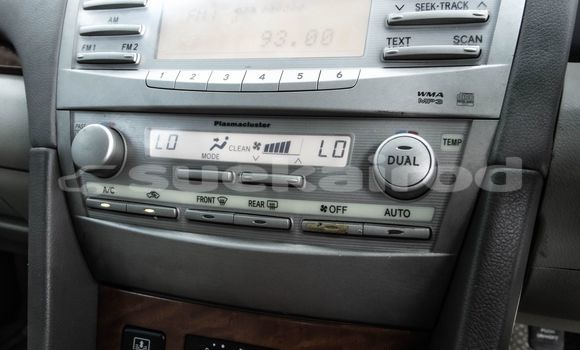 SEEK·TRACK
AM
FM1 FM2
93.00
TEXT SCAN
1 2 3 4 5 6
WMA
MP3
Plasmacluster
PASS
LO MODE CLEAN LO
DUAL
TEMP
A/C
FRONT REAR
OFF AUTO